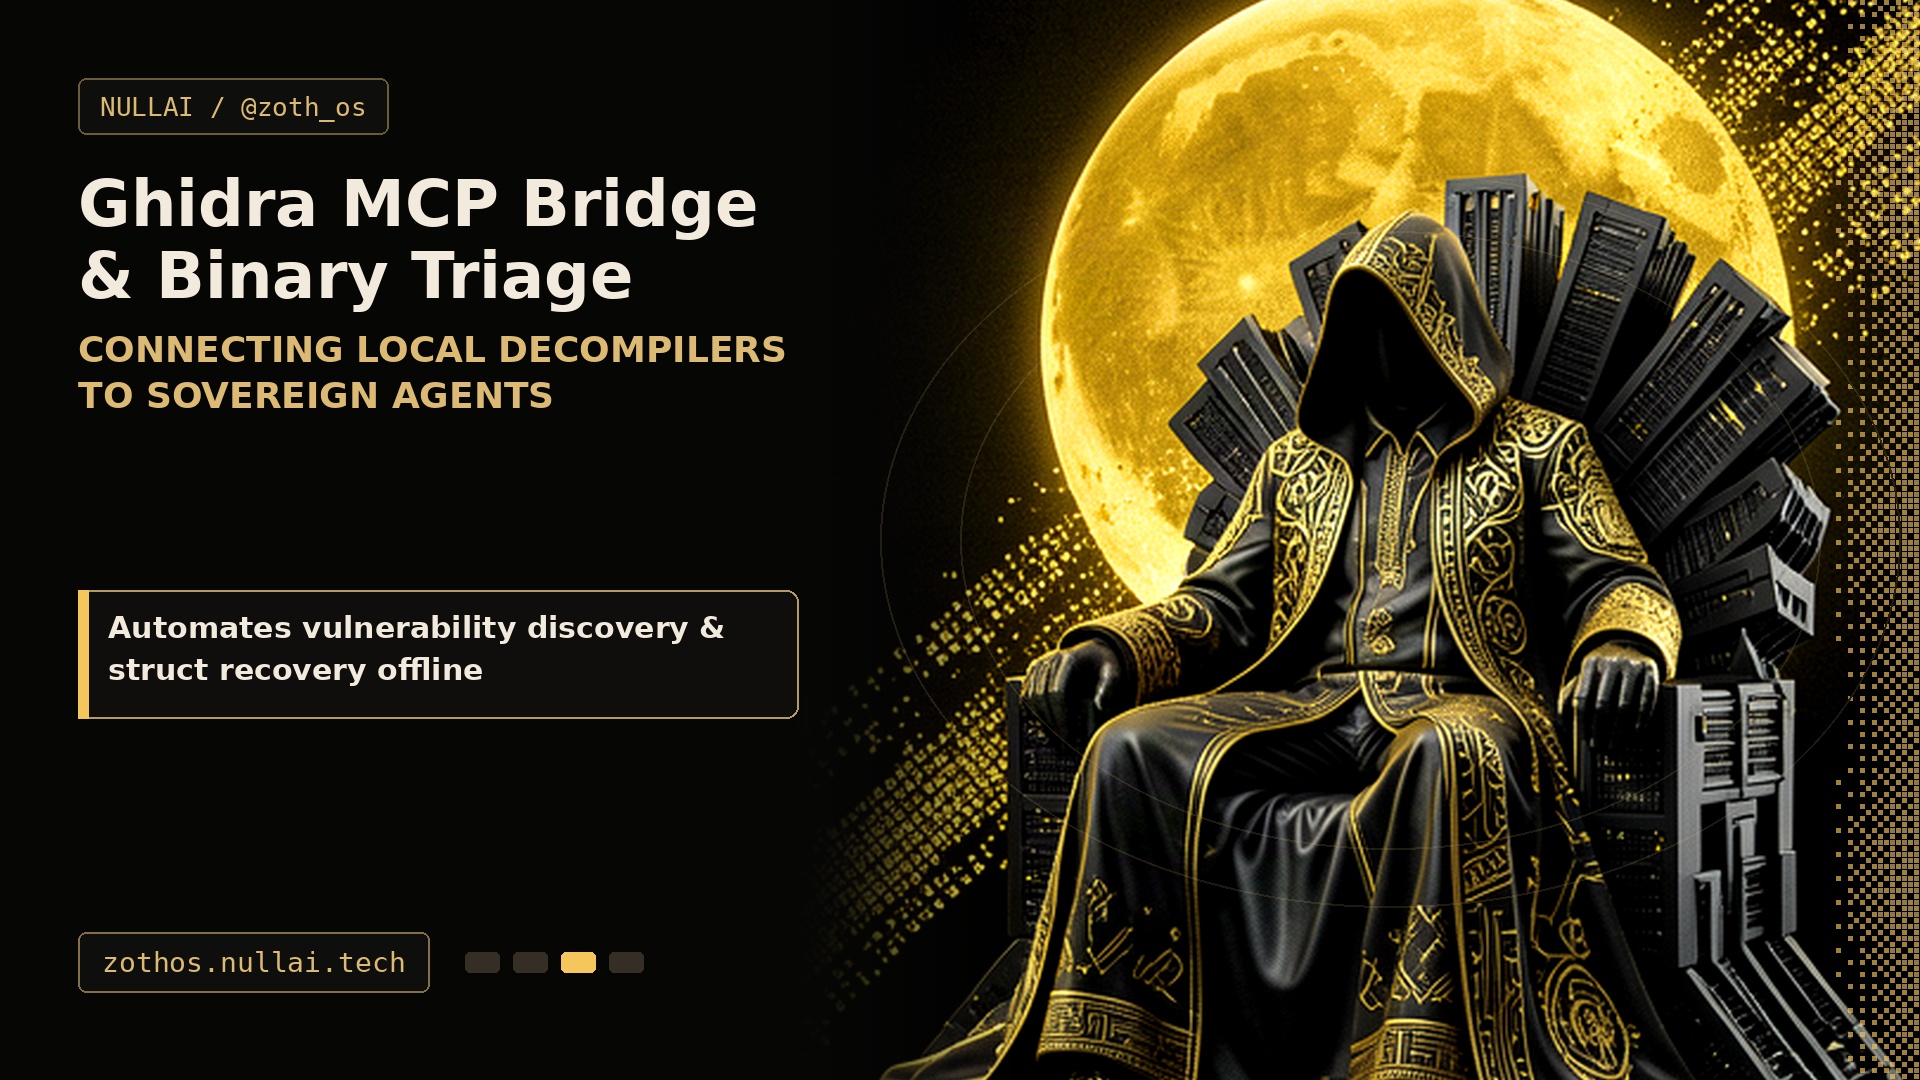 NULLAI / @zoth_os
Ghidra MCP Bridge
& Binary Triage
CONNECTING LOCAL DECOMPILERS
TO SOVEREIGN AGENTS
Automates vulnerability discovery &
struct recovery offline
zothos.nullai.tech